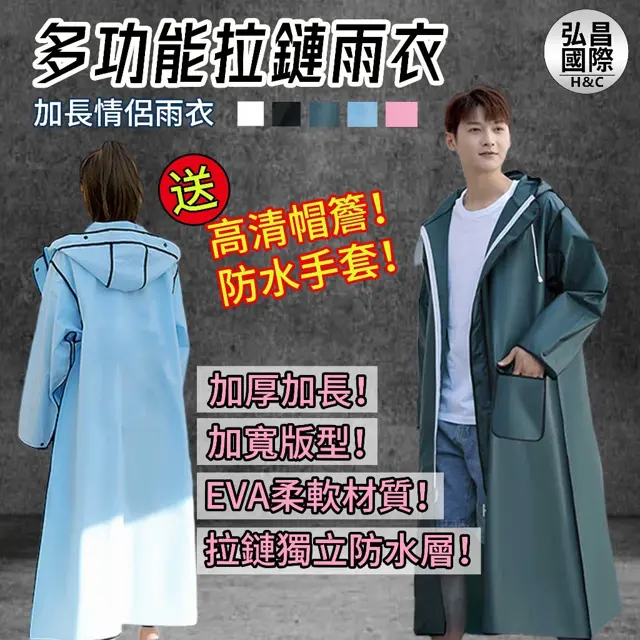 多功能拉鏈雨衣
弘昌
國際
H&C
加長情侶雨衣
送
高清帽簷！
防水手套！
加厚加長！
加寬版型！
EVA柔軟材質！
拉鏈獨立防水層！